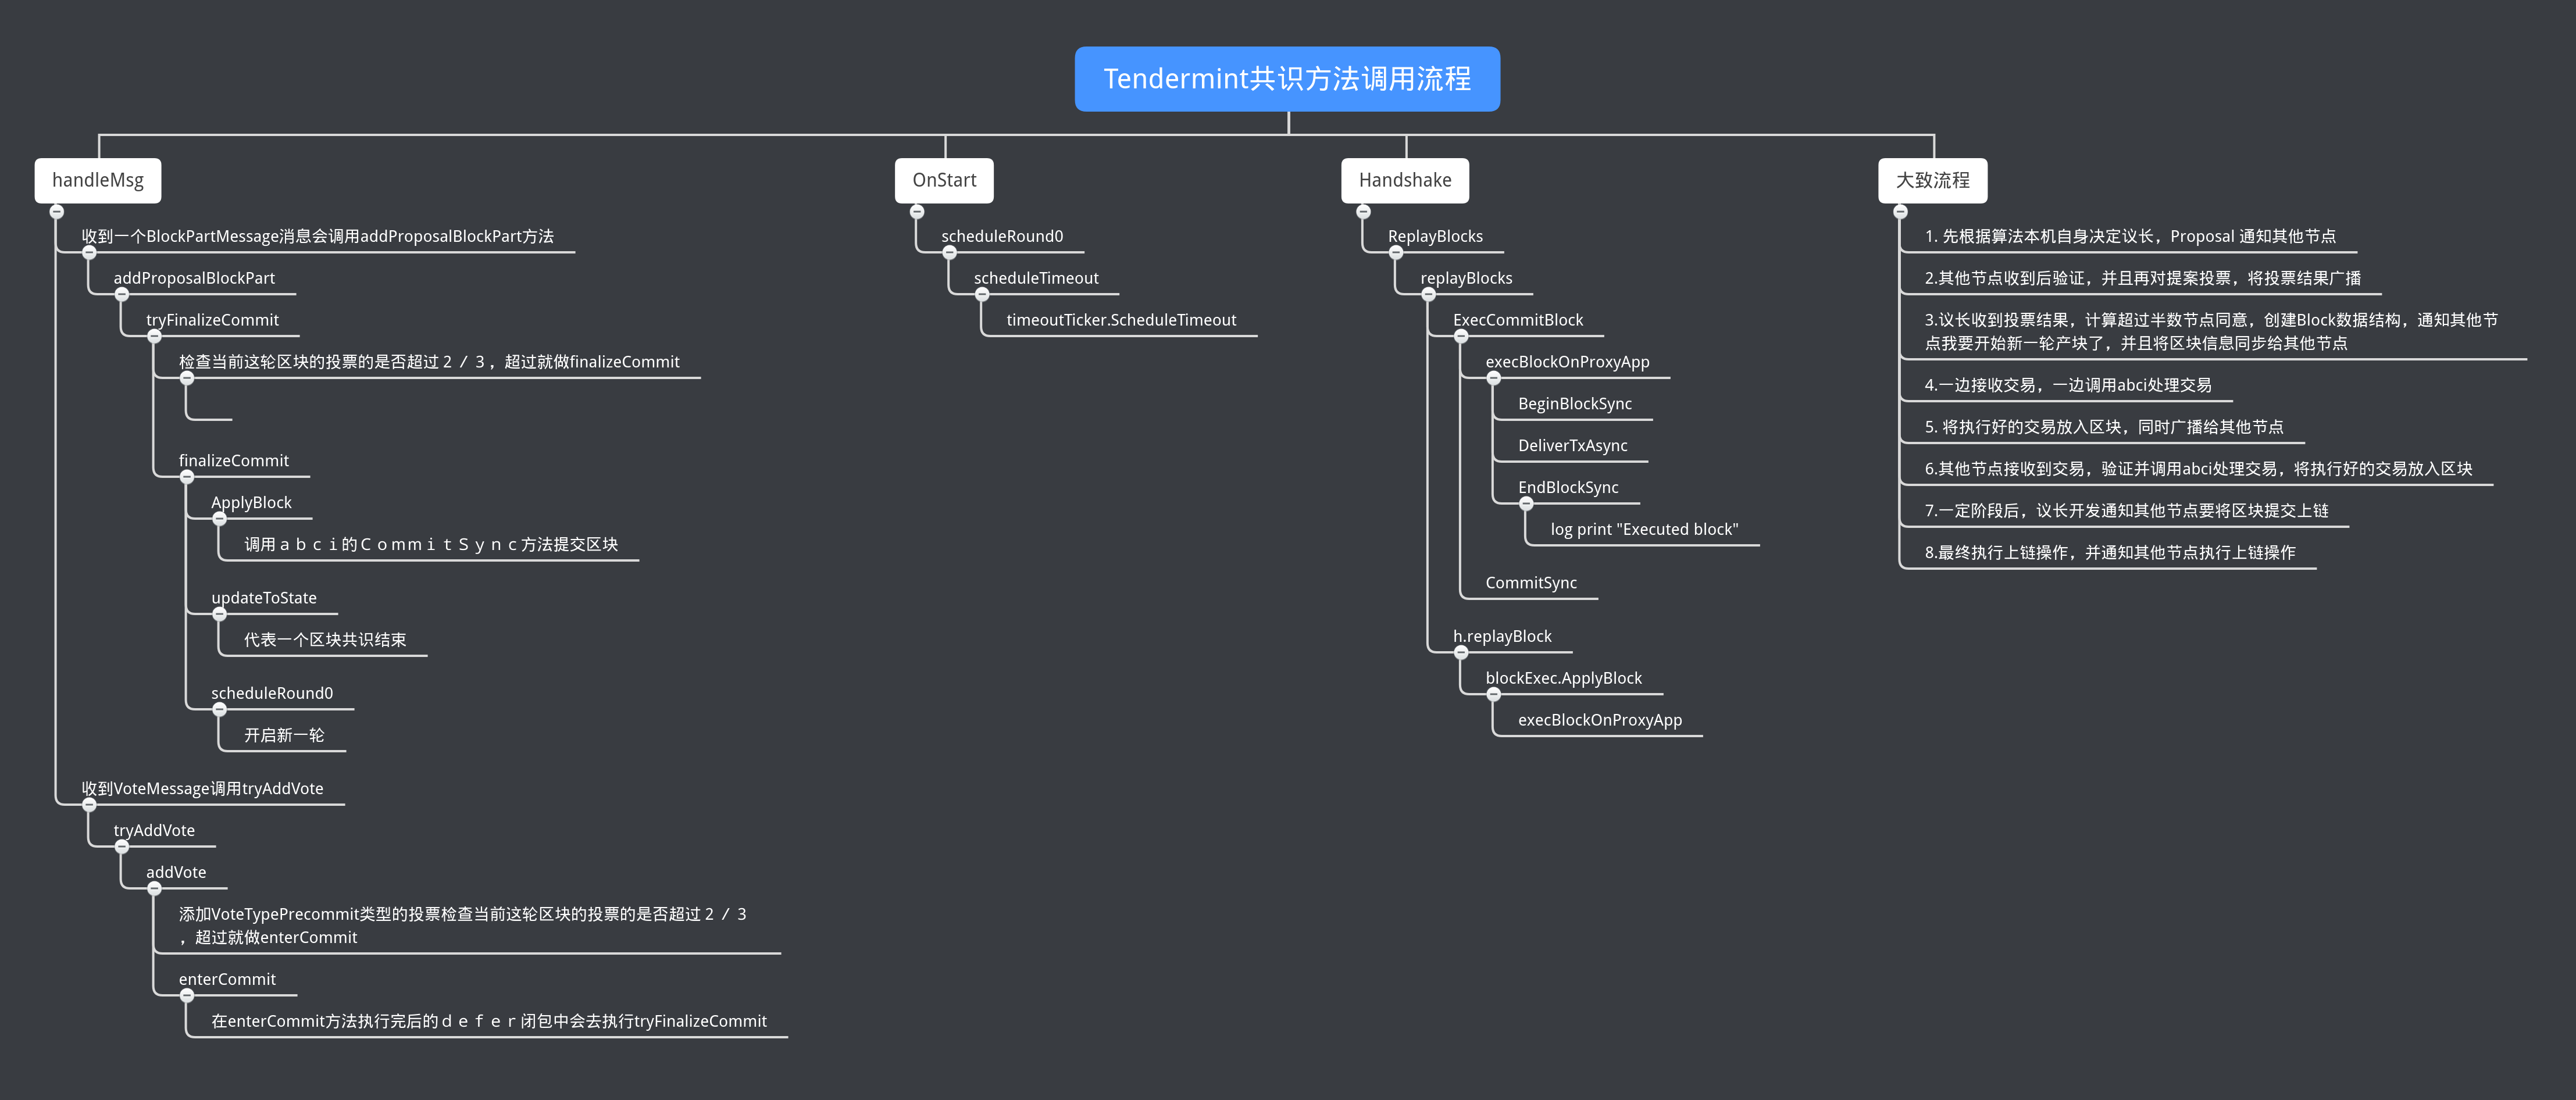 Tendermint共识方法调用流程
handleMsg
收到一个BlockPartMessage消息会调用addProposalBlockPart方法
addProposalBlockPart
tryFinalizeCommit
检查当前这轮区块的投票的是否超过２／３，超过就做finalizeCommit
finalizeCommit
ApplyBlock
调用ａｂｃｉ的ＣｏｍｍｉｔＳｙｎｃ方法提交区块
updateToState
代表一个区块共识结束
scheduleRound0
开启新一轮
收到VoteMessage调用tryAddVote
tryAddVote
addVote
添加VoteTypePrecommit类型的投票检查当前这轮区块的投票的是否超过２／３
，超过就做enterCommit
enterCommit
在enterCommit方法执行完后的ｄｅｆｅｒ闭包中会去执行tryFinalizeCommit
OnStart
scheduleRound0
scheduleTimeout
timeoutTicker.ScheduleTimeout
Handshake
ReplayBlocks
replayBlocks
ExecCommitBlock
execBlockOnProxyApp
BeginBlockSync
DeliverTxAsync
EndBlockSync
log print "Executed block"
CommitSync
h.replayBlock
blockExec.ApplyBlock
execBlockOnProxyApp
大致流程
1. 先根据算法本机自身决定议长，Proposal 通知其他节点
2.其他节点收到后验证，并且再对提案投票，将投票结果广播
3.议长收到投票结果，计算超过半数节点同意，创建Block数据结构，通知其他节
点我要开始新一轮产块了，并且将区块信息同步给其他节点
4.一边接收交易，一边调用abci处理交易
5. 将执行好的交易放入区块，同时广播给其他节点
6.其他节点接收到交易，验证并调用abci处理交易，将执行好的交易放入区块
7.一定阶段后，议长开发通知其他节点要将区块提交上链
8.最终执行上链操作，并通知其他节点执行上链操作